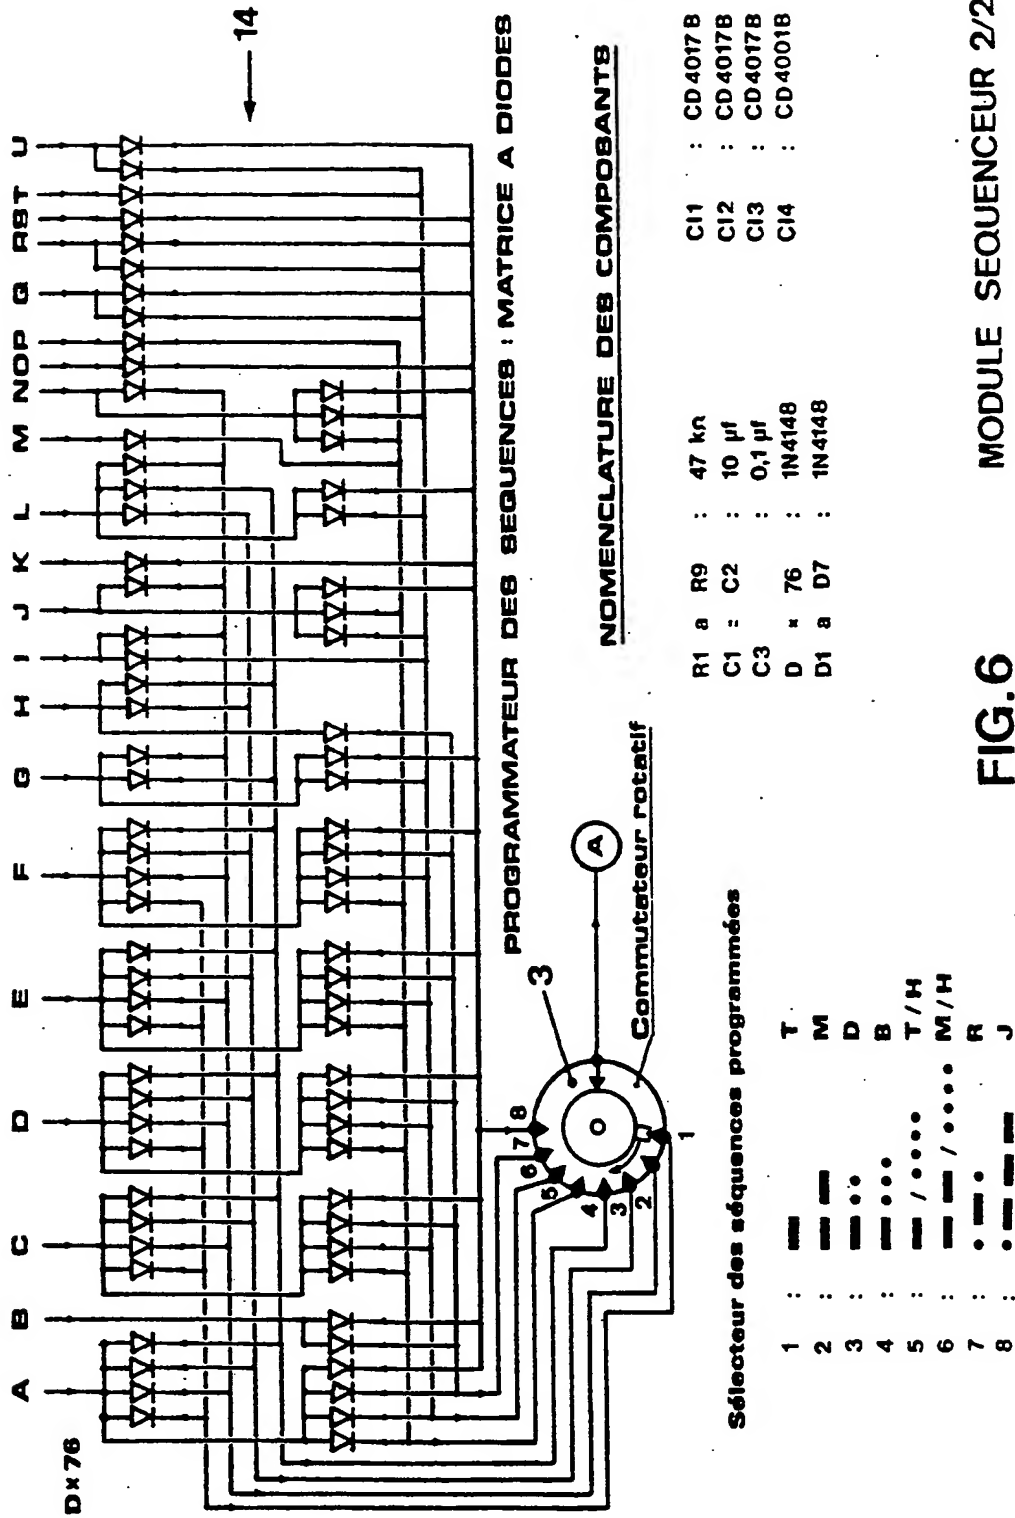 D×76
A B C D E F G H I J K L M N O P Q R S T U
14
PROGRAMMATEUR DES SEQUENCES : MATRICE A DIODES
3
A
Commutateur rotatif
1 2 3 4 5 6 7 8
Sélecteur des séquences programmées
1 : ▬ T
2 : ▬ ▬ M
3 : ▬ • • D
4 : ▬ • • • B
5 : ▬ / • • • • T/H
6 : ▬ ▬ / • • • • M/H
7 : • ▬ • R
8 : • ▬ ▬ ▬ J
NOMENCLATURE DES COMPOSANTS
R1 a R9 : 47 kΩ
C1 = C2 : 10 µf
C3 : 0,1 µf
D × 76 : 1N4148
D1 a D7 : 1N4148
CI1 : CD4017B
CI2 : CD4017B
CI3 : CD4017B
CI4 : CD4001B
FIG.6
MODULE SEQUENCEUR 2/2